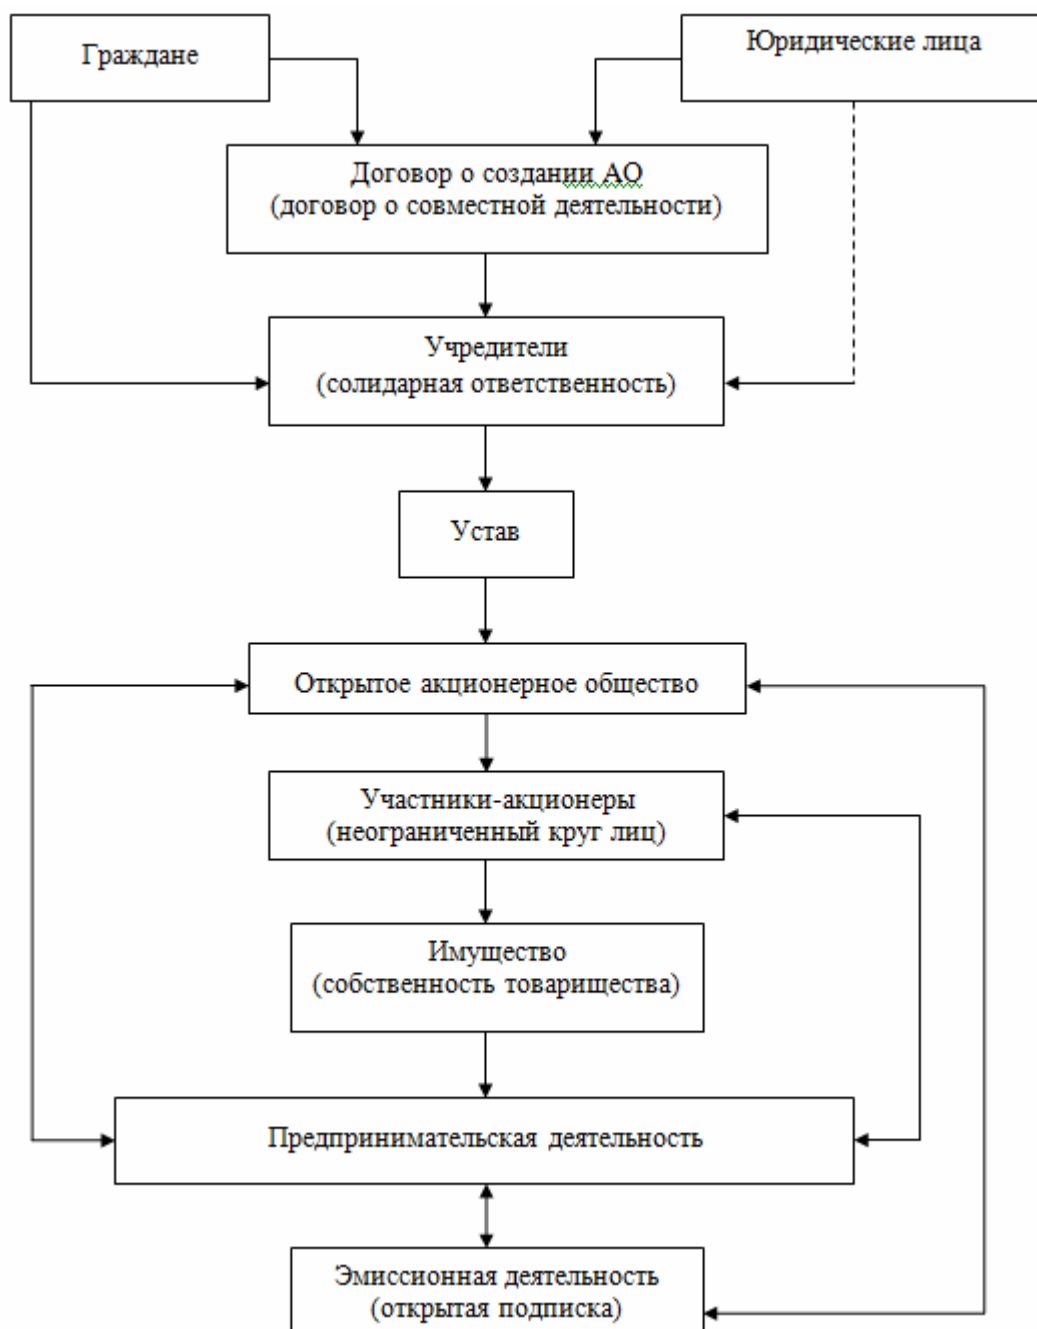 Граждане
Юридические лица
Договор о создании АО
(договор о совместной деятельности)
Учредители
(солидарная ответственность)
Устав
Открытое акционерное общество
Участники-акционеры
(неограниченный круг лиц)
Имущество
(собственность товарищества)
Предпринимательская деятельность
Эмиссионная деятельность
(открытая подписка)